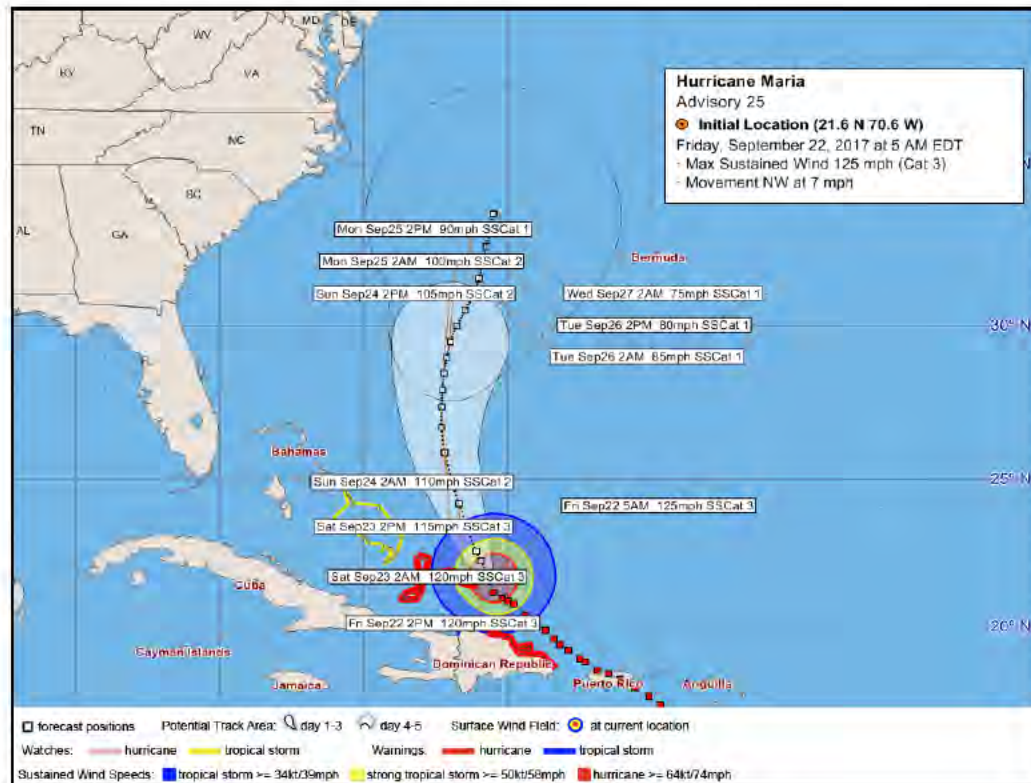 MD
DE
WV
KY
VA
TN
NC
SC
AL
GA
FL
Hurricane Maria
Advisory 25
Initial Location (21.6 N 70.6 W)
Friday, September 22, 2017 at 5 AM EDT
- Max Sustained Wind 125 mph (Cat 3)
- Movement NW at 7 mph
Mon Sep25 2PM 90mph SSCat 1
Mon Sep25 2AM 100mph SSCat 2
Sun Sep24 2PM 105mph SSCat 2
Bermuda
Wed Sep27 2AM 75mph SSCat 1
Tue Sep26 2PM 80mph SSCat 1
Tue Sep26 2AM 85mph SSCat 1
30° N
Bahamas
Sun Sep24 2AM 110mph SSCat 2
25° N
Fri Sep22 5AM 125mph SSCat 3
Sat Sep23 2PM 115mph SSCat 3
Sat Sep23 2AM 120mph SSCat 3
Cuba
Fri Sep22 2PM 120mph SSCat 3
20° N
Cayman Islands
Dominican Republic
Jamaica
Puerto Rico
Anguilla
forecast positions Potential Track Area: day 1-3 day 4-5 Surface Wind Field: at current location
Watches: hurricane tropical storm Warnings: hurricane tropical storm
Sustained Wind Speeds: tropical storm >= 34kt/39mph strong tropical storm >= 50kt/58mph hurricane >= 64kt/74mph